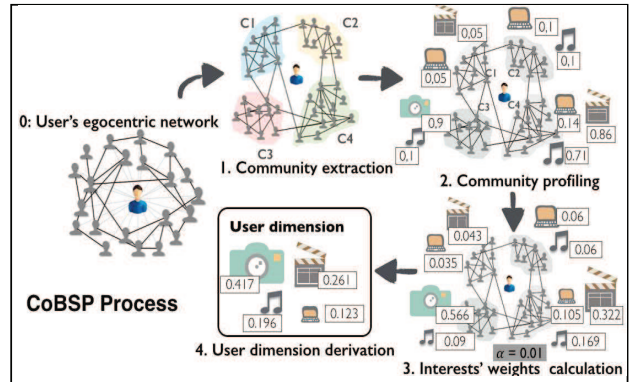 C1
C2
C3
C4
0: User's egocentric network
1. Community extraction
0,05
0,1
0,1
0,05
C1
C2
C3
C4
0.9
0,1
0.14
0.86
0.71
2. Community profiling
CoBSP Process
User dimension
0.417
0.261
0.196
0.123
4. User dimension derivation
0.06
0.043
0.06
0.035
0.566
0.105
0.322
0.09
0.169
α = 0.01
3. Interests' weights calculation